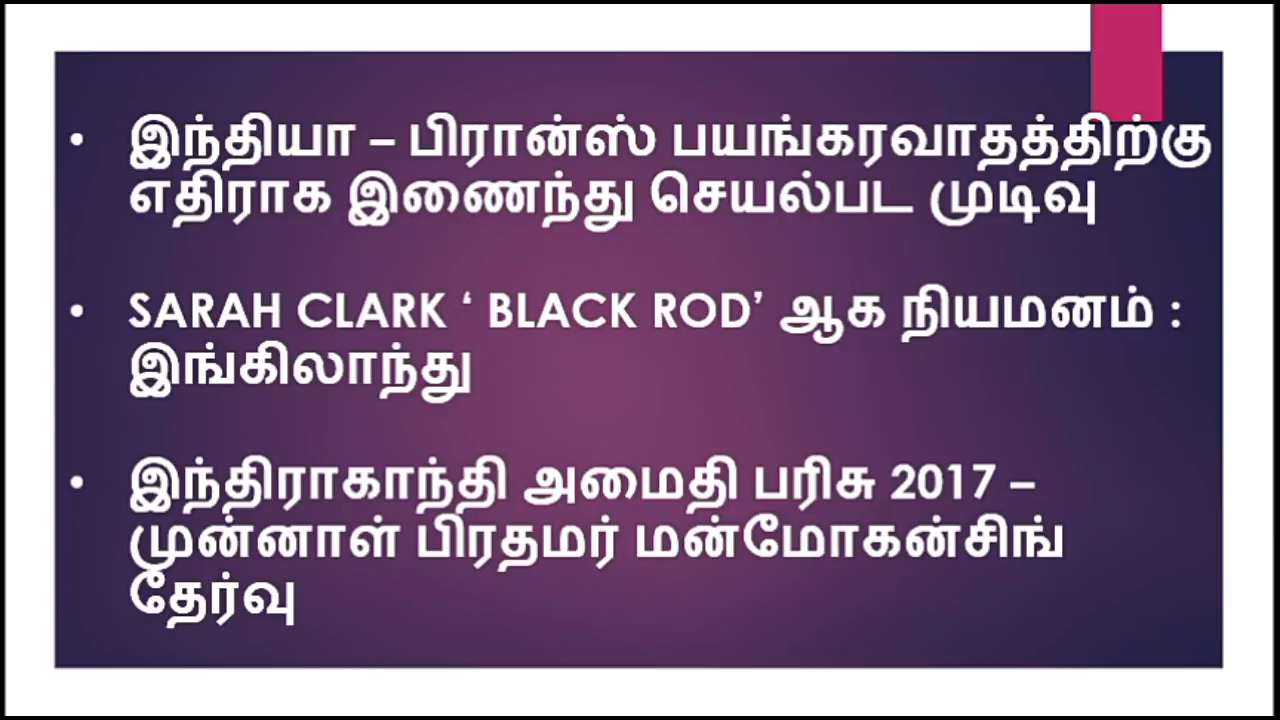 • இந்தியா – பிரான்ஸ் பயங்கரவாதத்திற்கு
எதிராக இணைந்து செயல்பட முடிவு
• SARAH CLARK ‘ BLACK ROD’ ஆக நியமனம் :
இங்கிலாந்து
• இந்திராகாந்தி அமைதி பரிசு 2017 –
முன்னாள் பிரதமர் மன்மோகன்சிங்
தேர்வு